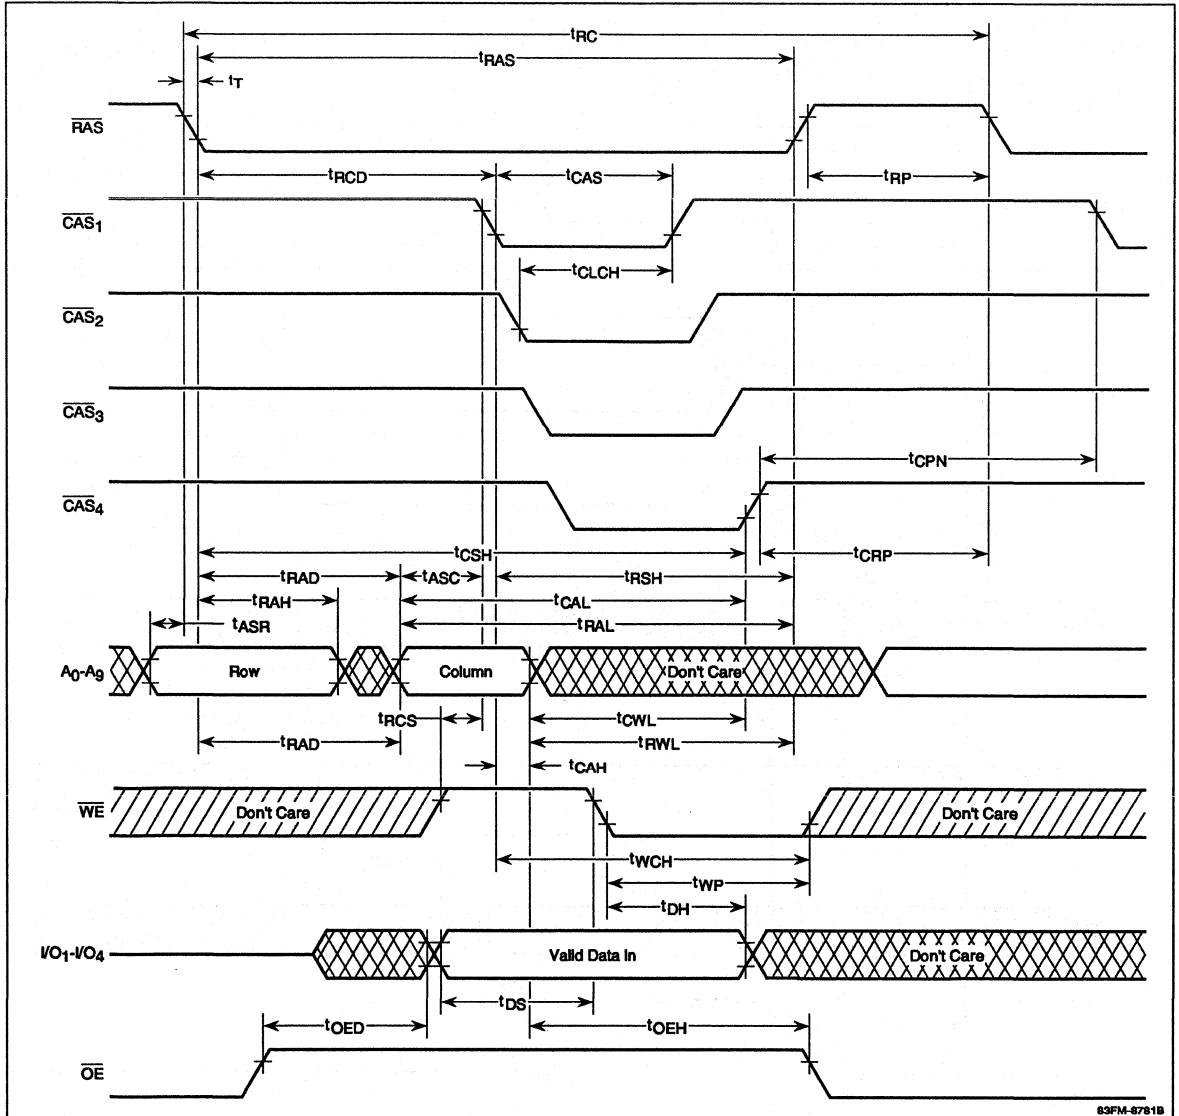 tRC
tRAS
tT
RAS
tRCD
tCAS
tRP
CAS1
tCLCH
CAS2
CAS3
tCPN
CAS4
tCSH
tCRP
tRAD
tASC
tRSH
tRAH
tCAL
tASR
tRAL
A0-A9
Row
Column
Don't Care
tRCS
tCWL
tRAD
tRWL
tCAH
WE
Don't Care
Don't Care
tWCH
tWP
tDH
I/O1-I/O4
Valid Data In
Don't Care
tDS
tOED
tOEH
OE
83FM-8781B